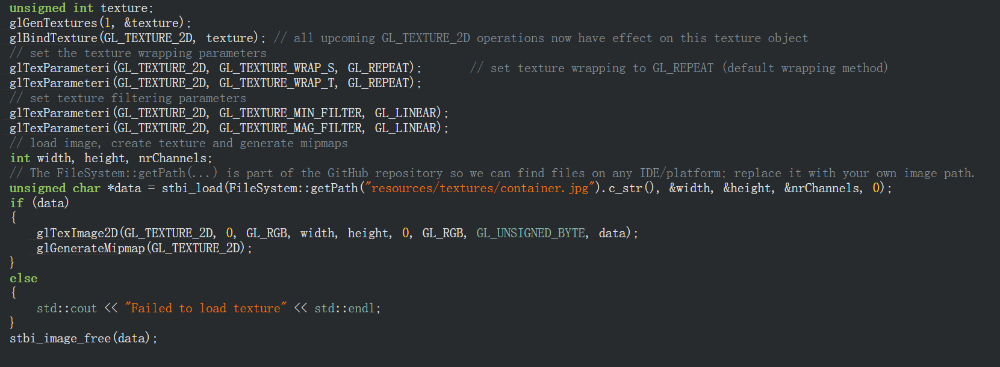 unsigned int texture;
glGenTextures(1, &texture);
glBindTexture(GL_TEXTURE_2D, texture); // all upcoming GL_TEXTURE_2D operations now have effect on this texture object
// set the texture wrapping parameters
glTexParameteri(GL_TEXTURE_2D, GL_TEXTURE_WRAP_S, GL_REPEAT);       // set texture wrapping to GL_REPEAT (default wrapping method)
glTexParameteri(GL_TEXTURE_2D, GL_TEXTURE_WRAP_T, GL_REPEAT);
// set texture filtering parameters
glTexParameteri(GL_TEXTURE_2D, GL_TEXTURE_MIN_FILTER, GL_LINEAR);
glTexParameteri(GL_TEXTURE_2D, GL_TEXTURE_MAG_FILTER, GL_LINEAR);
// load image, create texture and generate mipmaps
int width, height, nrChannels;
// The FileSystem::getPath(...) is part of the GitHub repository so we can find files on any IDE/platform; replace it with your own image path.
unsigned char *data = stbi_load(FileSystem::getPath("resources/textures/container.jpg").c_str(), &width, &height, &nrChannels, 0);
if (data)
{
    glTexImage2D(GL_TEXTURE_2D, 0, GL_RGB, width, height, 0, GL_RGB, GL_UNSIGNED_BYTE, data);
    glGenerateMipmap(GL_TEXTURE_2D);
}
else
{
    std::cout << "Failed to load texture" << std::endl;
}
stbi_image_free(data);